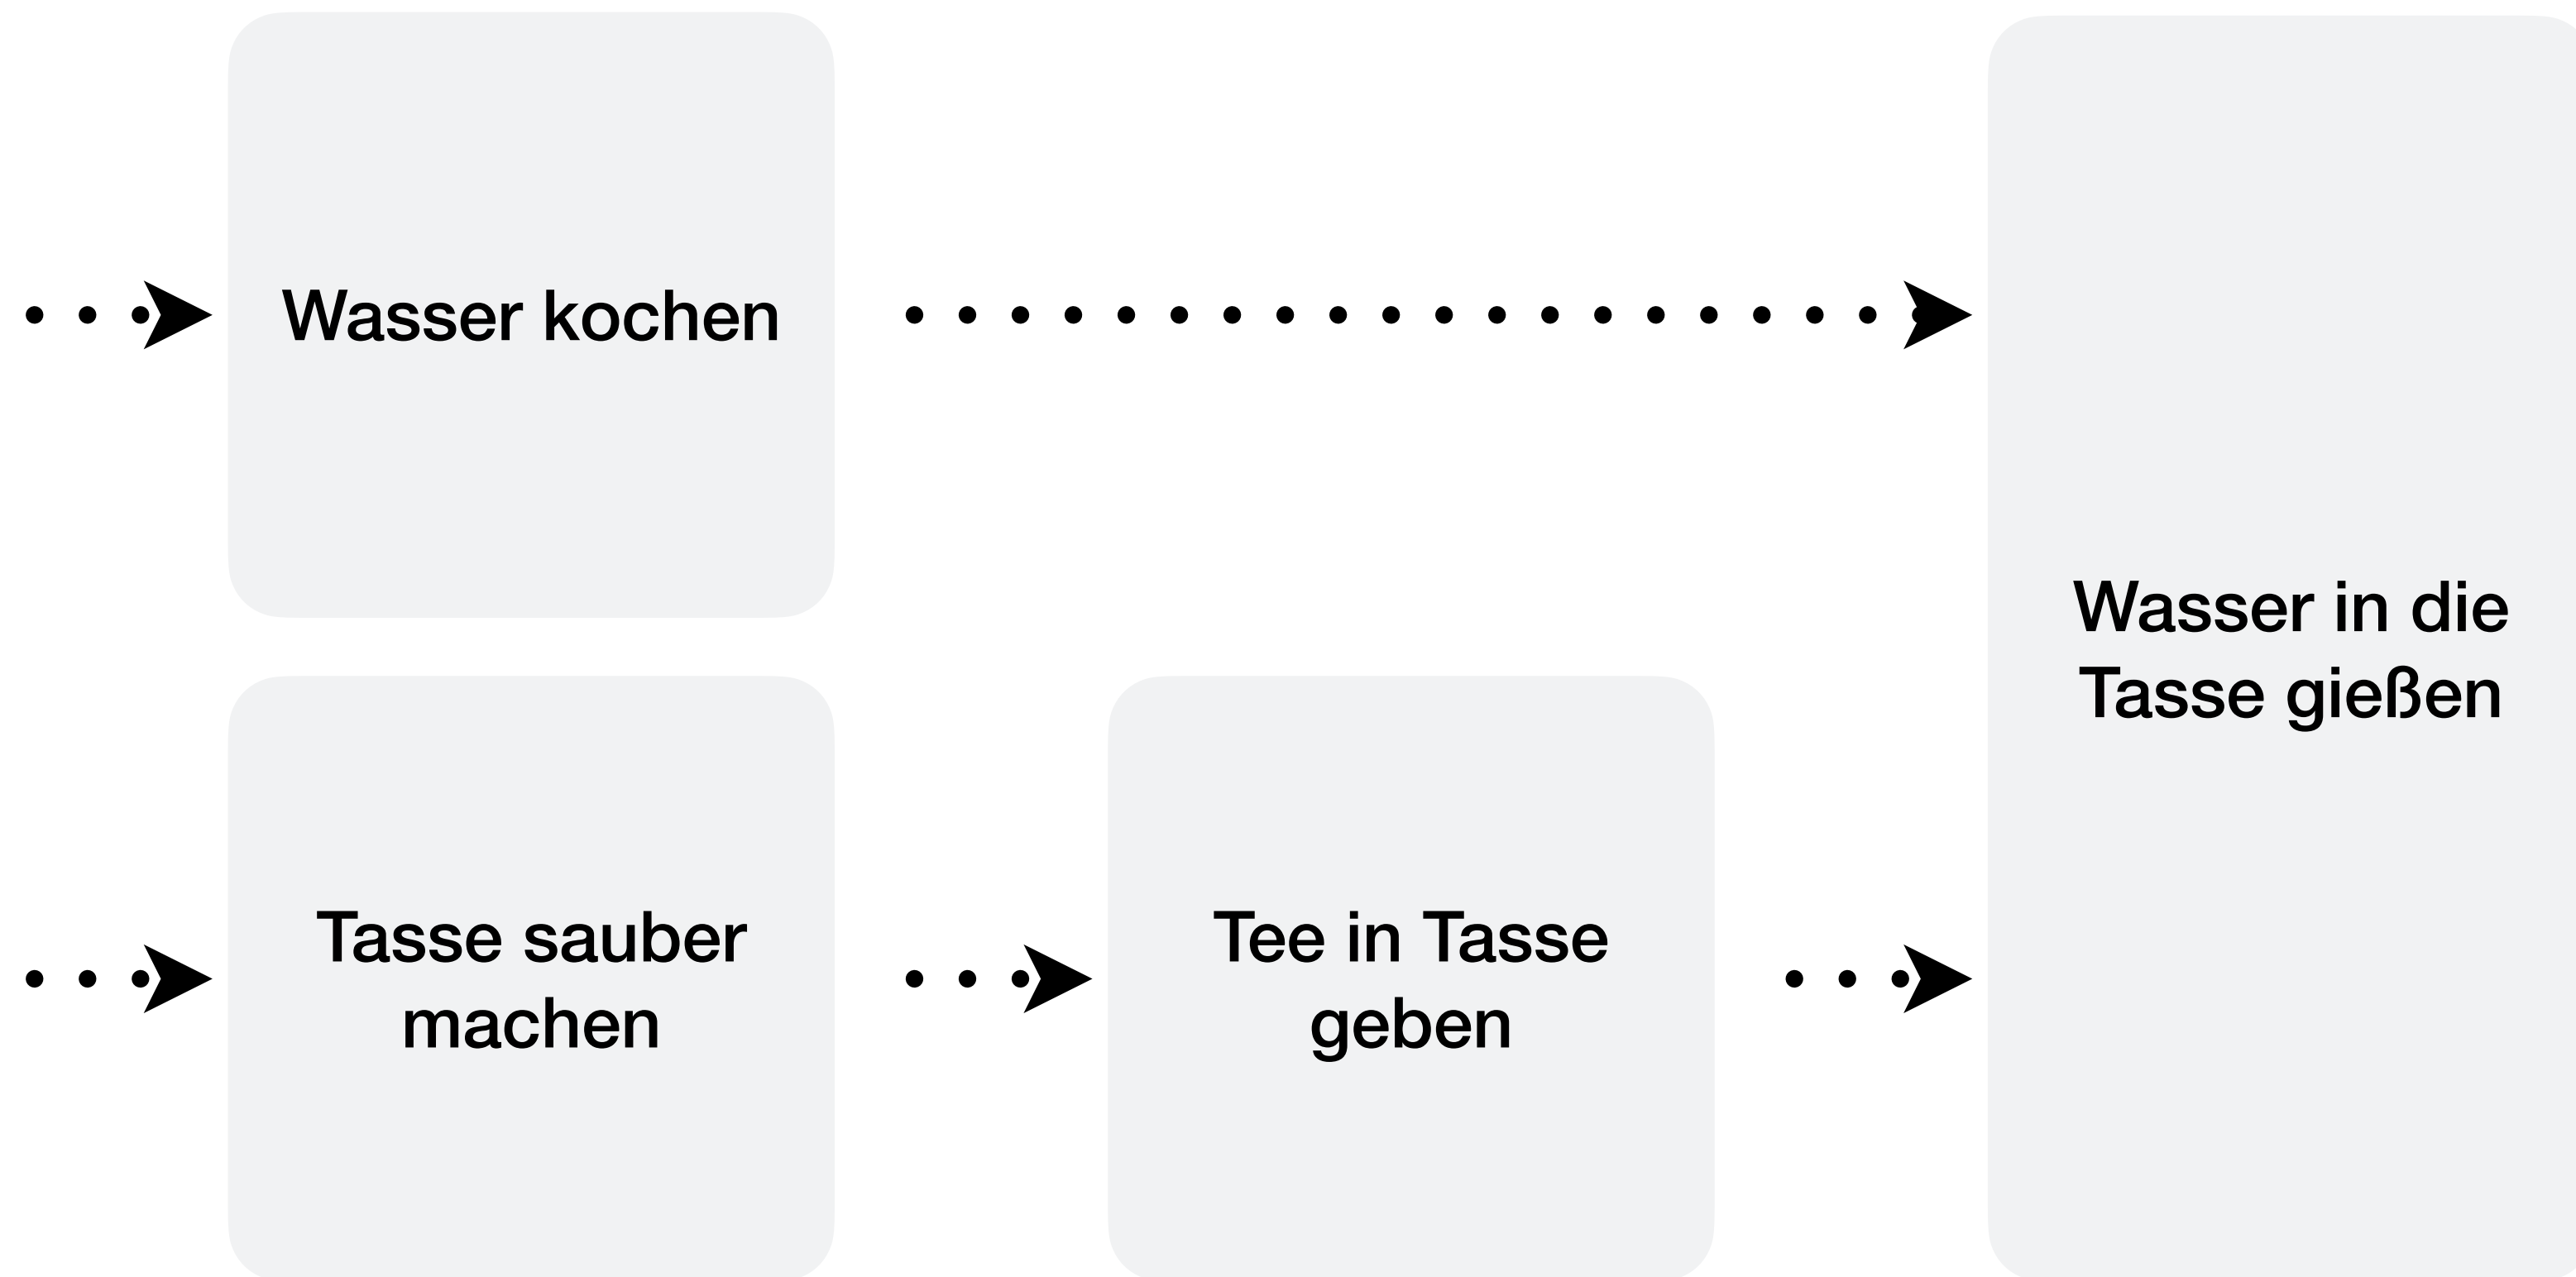 Wasser kochen
Wasser in die
Tasse gießen
Tasse sauber
machen
Tee in Tasse
geben